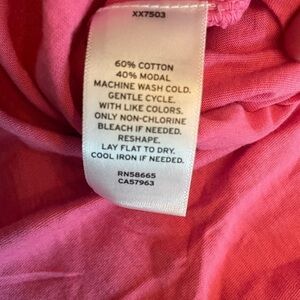 XX7503
60% COTTON
40% MODAL
MACHINE WASH COLD.
GENTLE CYCLE.
WITH LIKE COLORS.
ONLY NON-CHLORINE
BLEACH IF NEEDED.
RESHAPE.
LAY FLAT TO DRY.
COOL IRON IF NEEDED.
RN58665
CA57963